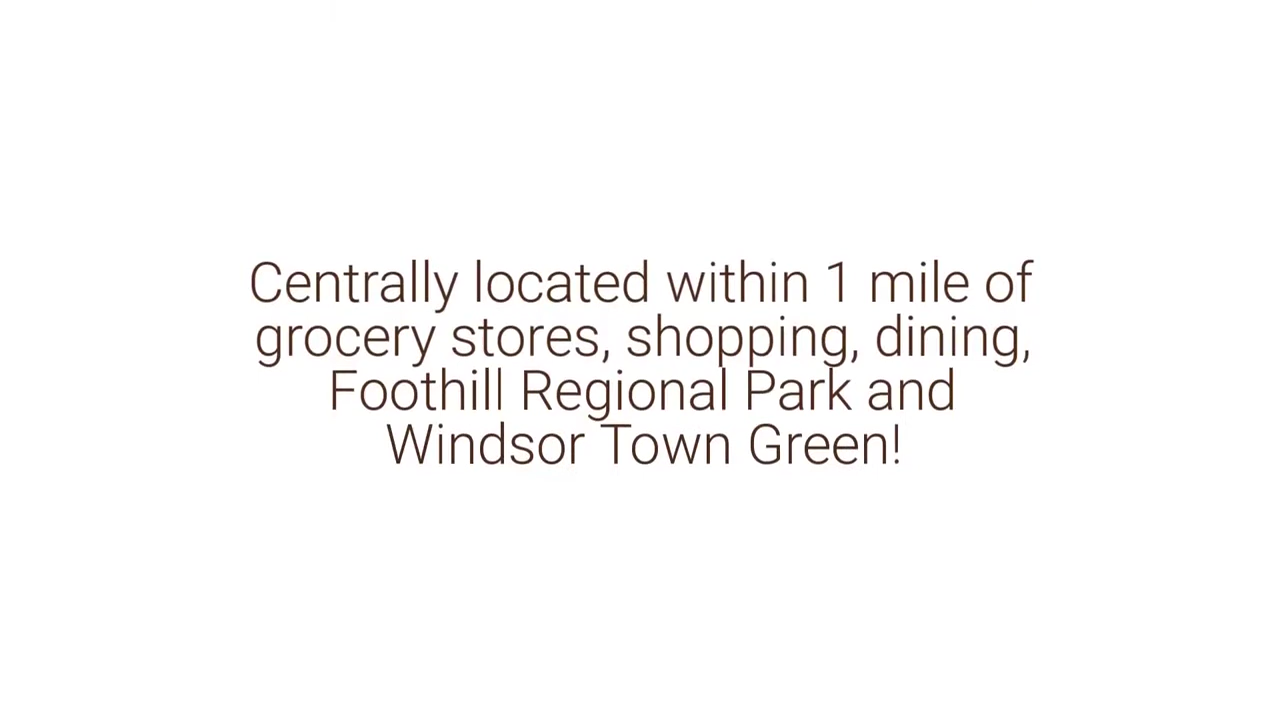 Centrally located within 1 mile of
grocery stores, shopping, dining,
Foothill Regional Park and
Windsor Town Green!